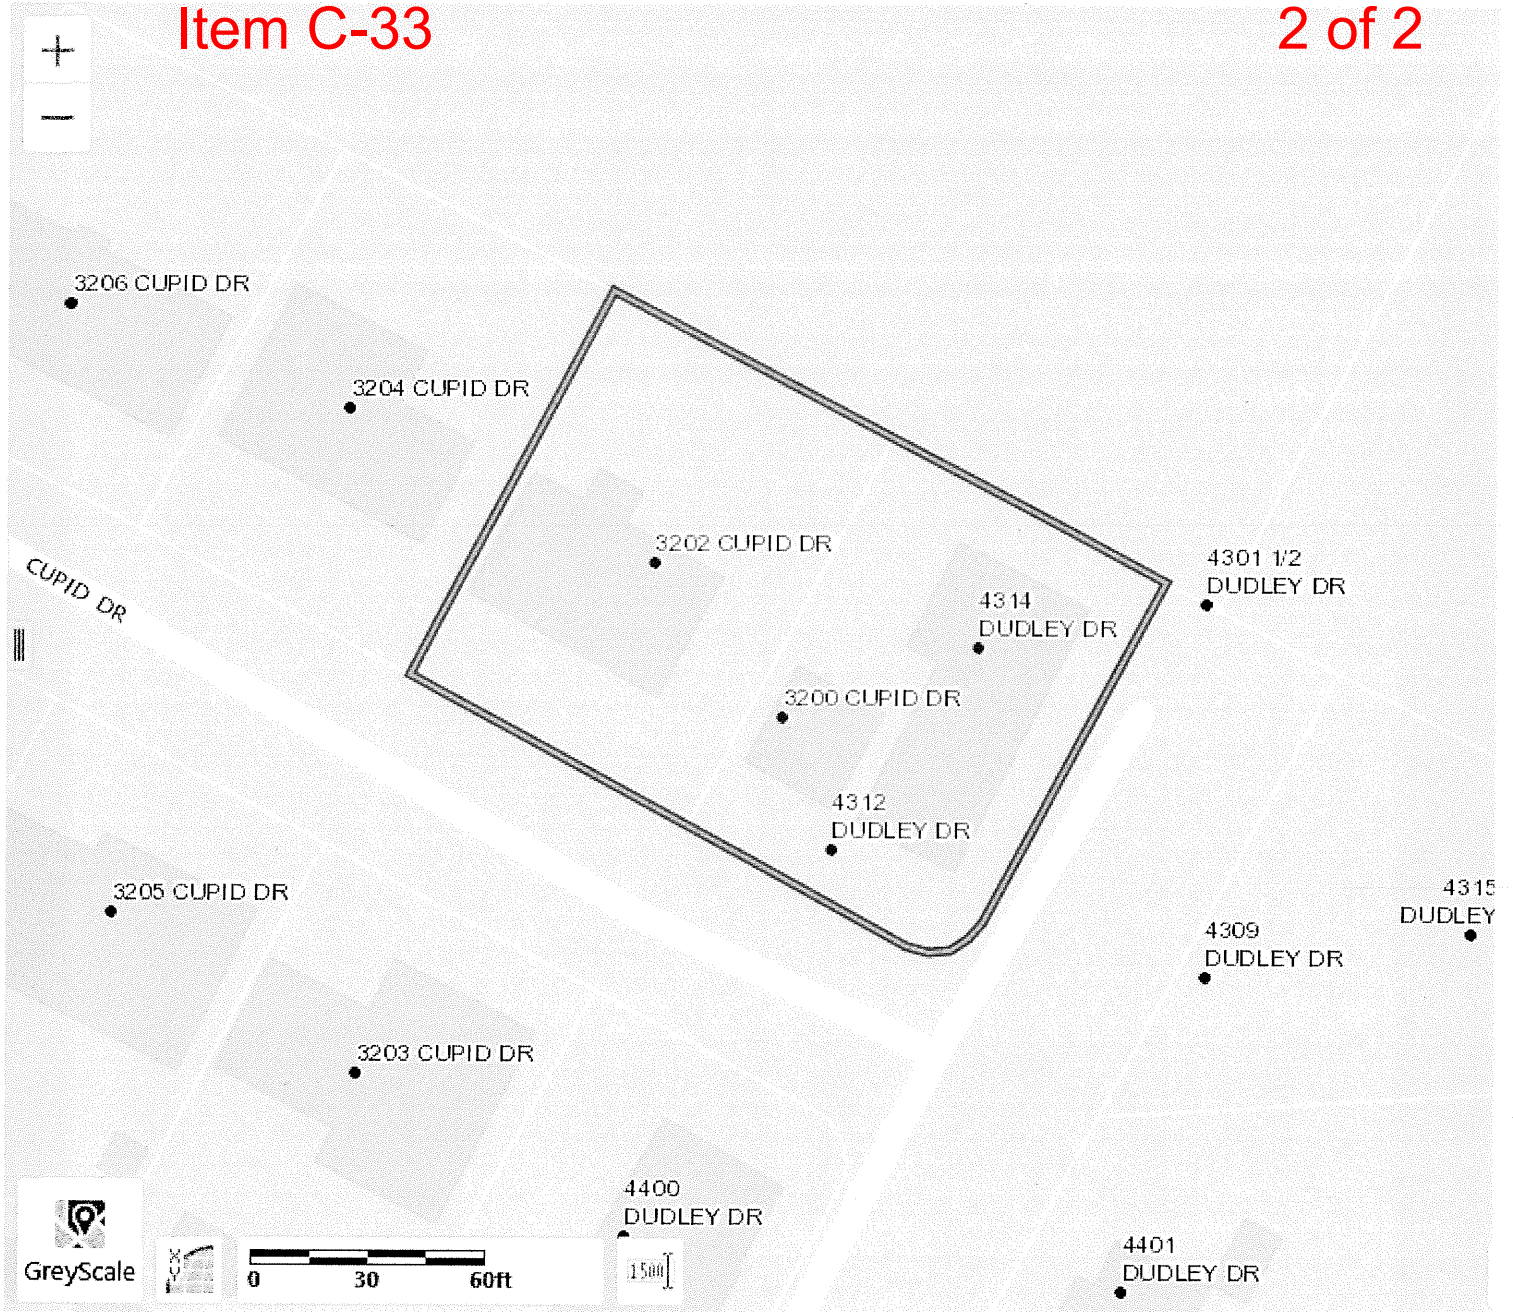 Item C-33
2 of 2
+
−
3206 CUPID DR
3204 CUPID DR
3202 CUPID DR
CUPID DR
4301 1/2
DUDLEY DR
4314
DUDLEY DR
3200 CUPID DR
4312
DUDLEY DR
3205 CUPID DR
4315
DUDLEY
4309
DUDLEY DR
3203 CUPID DR
4400
DUDLEY DR
4401
DUDLEY DR
GreyScale
0 30 60ft
1500